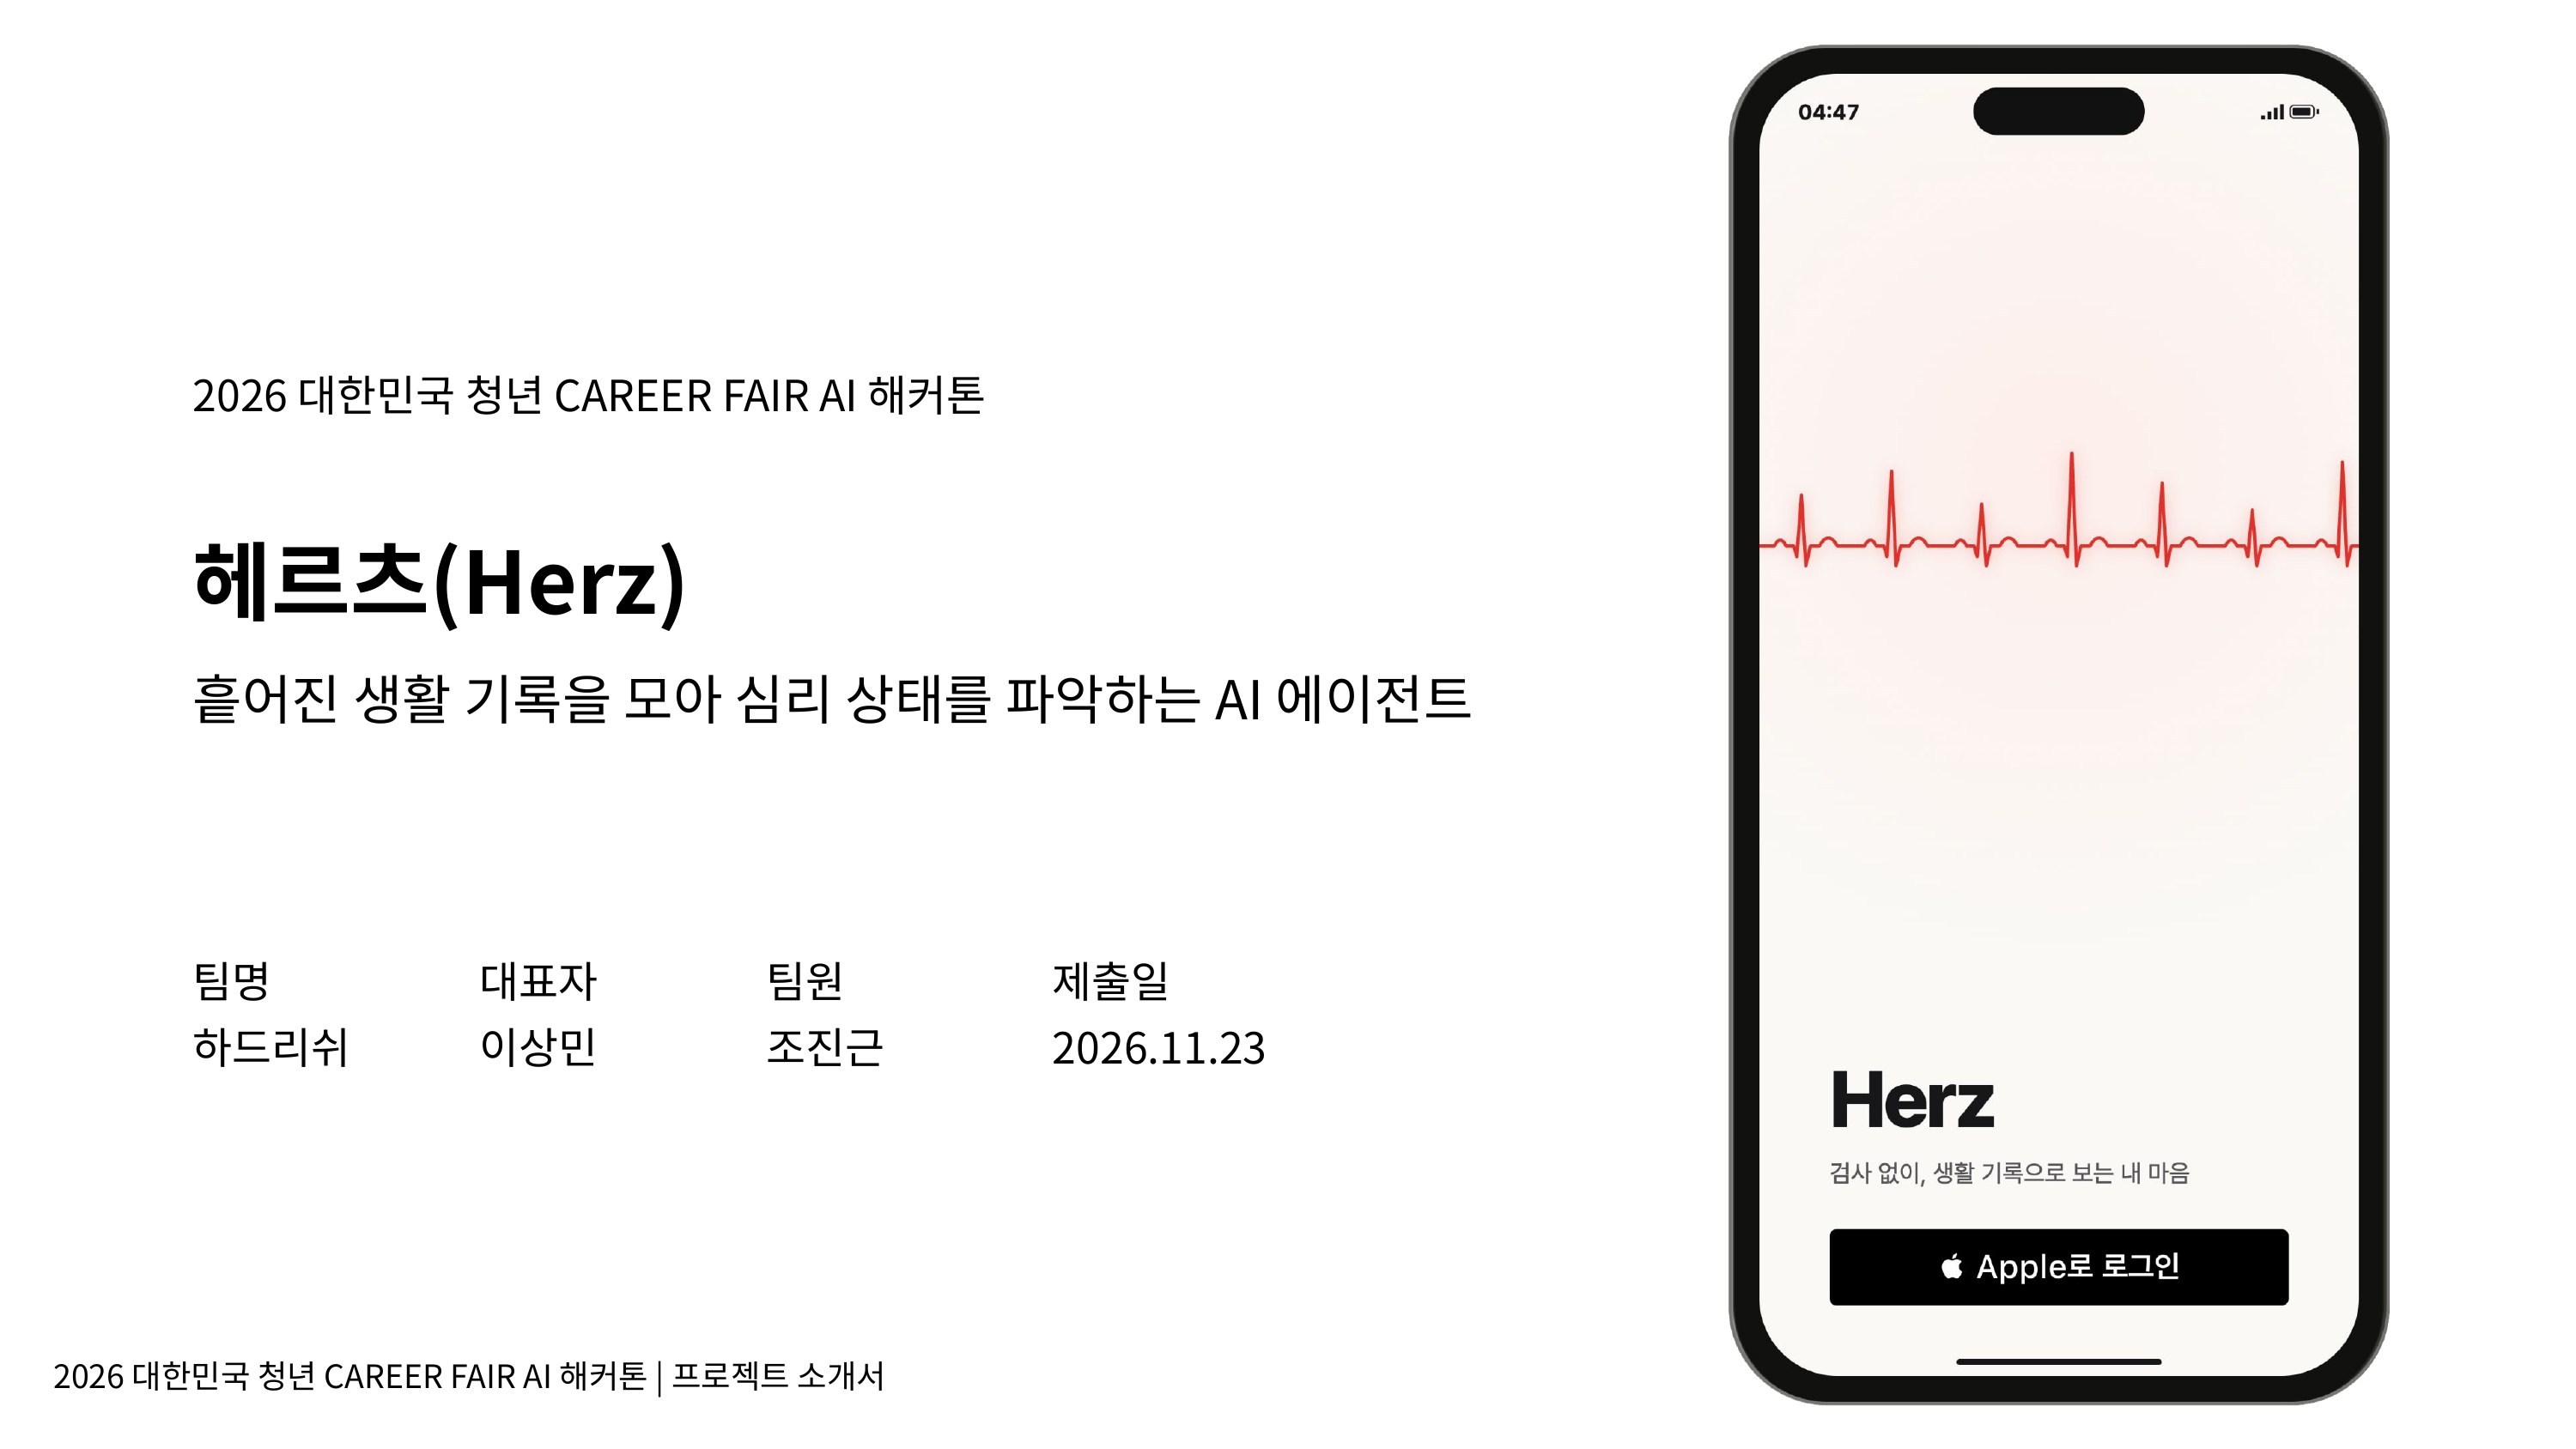 2026 대한민국 청년 CAREER FAIR AI 해커톤
헤르츠(Herz)
흩어진 생활 기록을 모아 심리 상태를 파악하는 AI 에이전트
팀명 대표자 팀원 제출일
하드리쉬 이상민 조진근 2026.11.23
2026 대한민국 청년 CAREER FAIR AI 해커톤 | 프로젝트 소개서
04:47
Herz
검사 없이, 생활 기록으로 보는 내 마음
Apple로 로그인